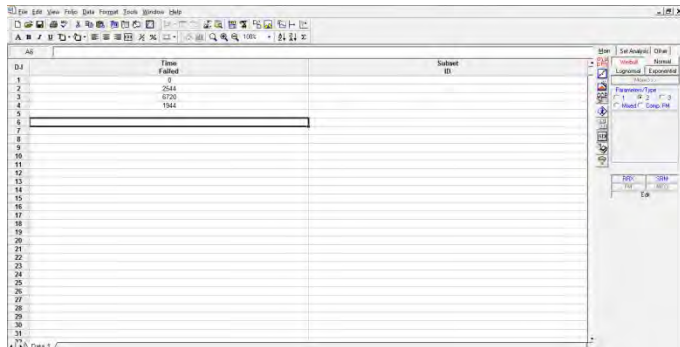 File Edit View Folio Data Format Tools Window Help
A B I U
100%
A6
Main Set Analysis Other
Time Failed
Subset ID
Weibull Normal
Lognormal Exponential
Parameters/Type
1 2 3
Mixed Comp. FM
1 0
2 2544
3 6720
4 1944
5
6
7
8
9
10
11
12
13
14
15
16
17
18
19
20
21
22
23
24
25
26
27
28
29
30
31
RRX SRM
FM MED
Data 1